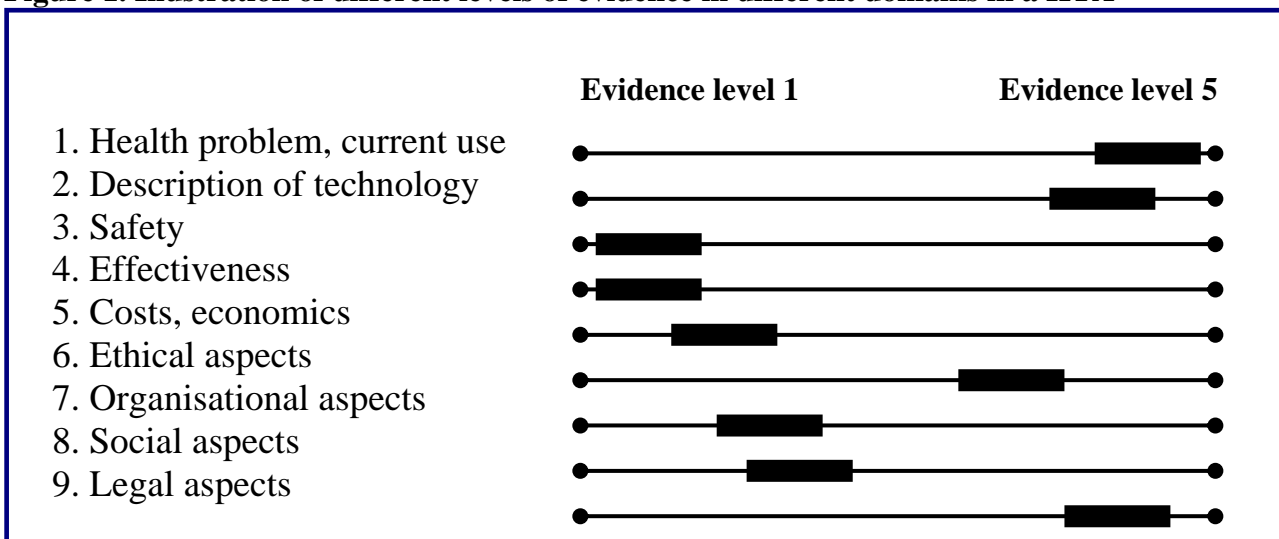 Evidence level 1 Evidence level 5
1. Health problem, current use
2. Description of technology
3. Safety
4. Effectiveness
5. Costs, economics
6. Ethical aspects
7. Organisational aspects
8. Social aspects
9. Legal aspects